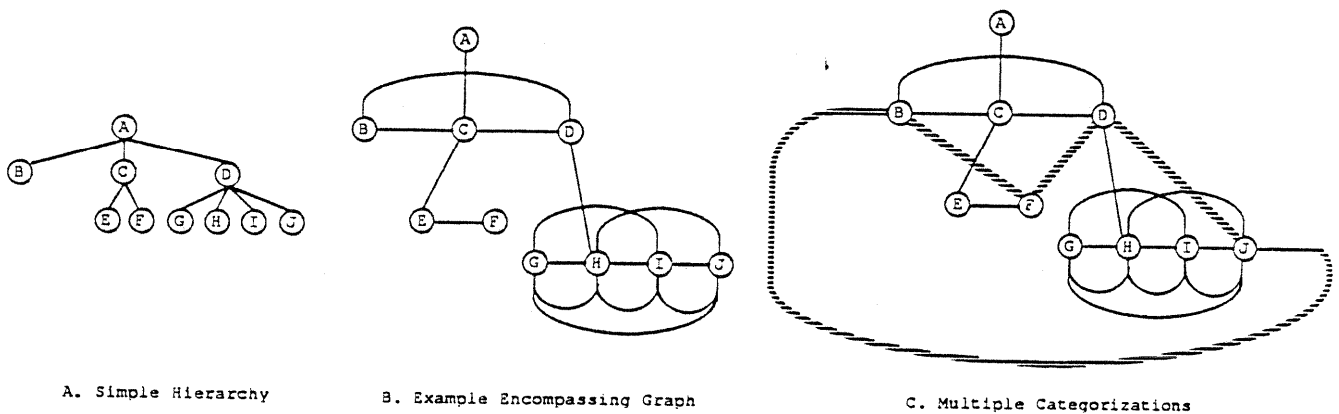 A
B C D
E F G H I J
A. Simple Hierarchy
A
B C D
E F
G H I J
B. Example Encompassing Graph
A
B C D
E F
G H I J
C. Multiple Categorizations